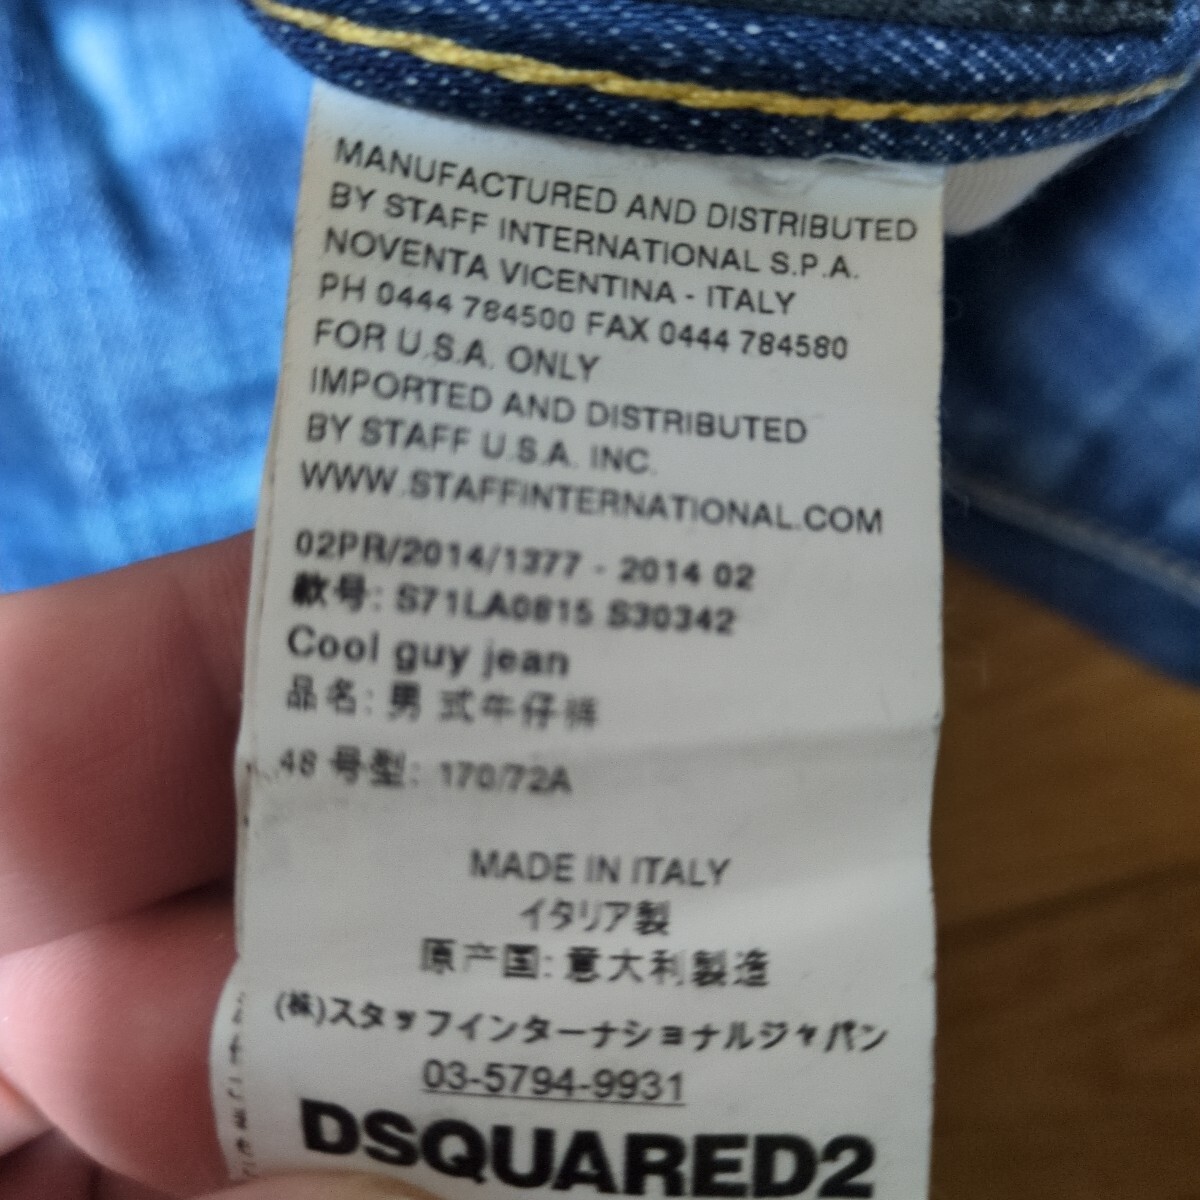 MANUFACTURED AND DISTRIBUTED
BY STAFF INTERNATIONAL S.P.A.
NOVENTA VICENTINA - ITALY
PH 0444 784500 FAX 0444 784580
FOR U.S.A. ONLY
IMPORTED AND DISTRIBUTED
BY STAFF U.S.A. INC.
WWW.STAFFINTERNATIONAL.COM
02PR/2014/1377 - 2014 02
款号: S71LA0815 S30342
Cool guy jean
品名: 男 式牛仔裤
48 号型: 170/72A
MADE IN ITALY
イタリア製
原产国: 意大利製造
(株)スタッフインターナショナルジャパン
03-5794-9931
DSQUARED2